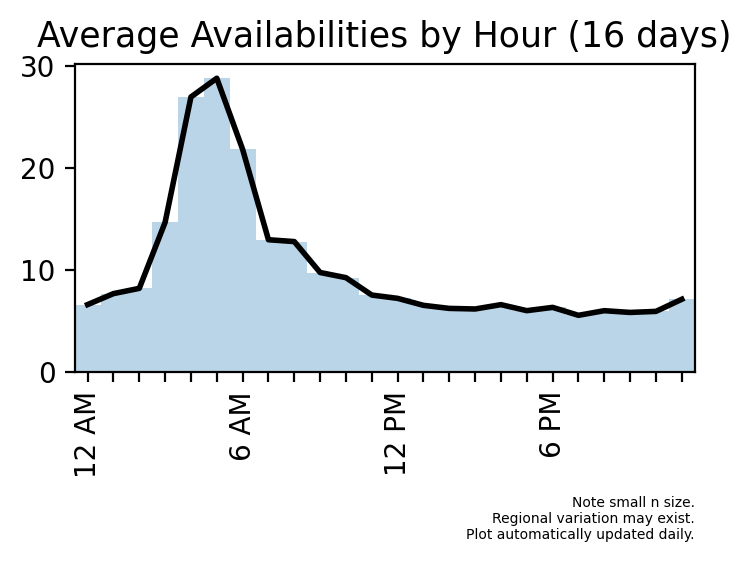 Average Availabilities by Hour (16 days)
30
20
10
0
12 AM
6 AM
12 PM
6 PM
Note small n size.
Regional variation may exist.
Plot automatically updated daily.